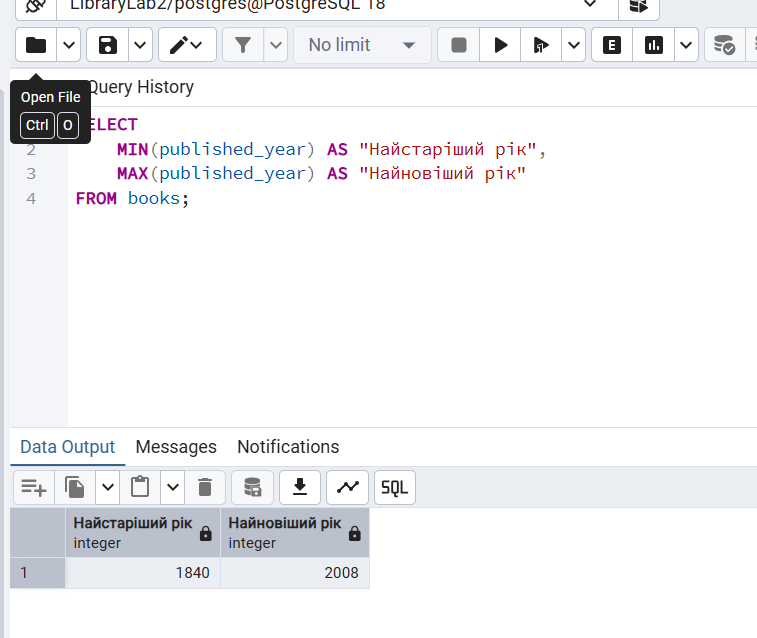 LibraryLab2/postgres@PostgreSQL 18
No limit
E
Query History
Open File
Ctrl O
ELECT
2 MIN(published_year) AS "Найстаріший рік",
3 MAX(published_year) AS "Найновіший рік"
4 FROM books;
Data Output Messages Notifications
SQL
Найстаріший рік Найновіший рік
integer integer
1 1840 2008